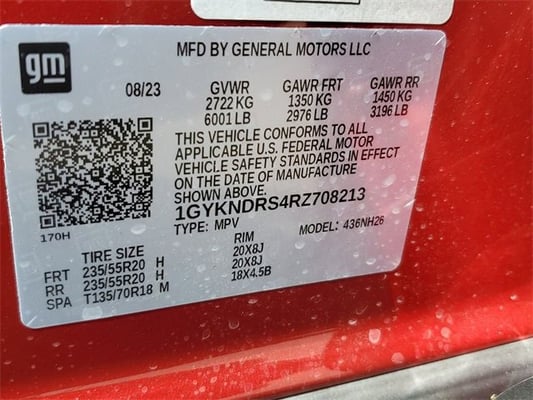 gm
MFD BY GENERAL MOTORS LLC
08/23 GVWR GAWR FRT GAWR RR
2722 KG 1350 KG 1450 KG
6001 LB 2976 LB 3196 LB
THIS VEHICLE CONFORMS TO ALL
APPLICABLE U.S. FEDERAL MOTOR
VEHICLE SAFETY STANDARDS IN EFFECT
ON THE DATE OF MANUFACTURE
SHOWN ABOVE.
1GYKNDRS4RZ708213
170H
TYPE: MPV MODEL: 436NH26
TIRE SIZE RIM
FRT 235/55R20 H 20X8J
RR 235/55R20 H 20X8J
SPA T135/70R18 M 18X4.5B